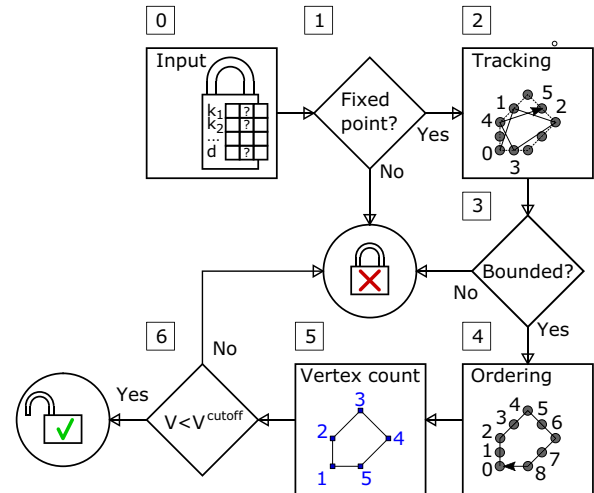 0
1
2
Input
k1
k2
...
d
?
?
Fixed
point?
Yes
No
Tracking
5
1
2
4
0
3
3
Bounded?
No
Yes
6
5
4
No
Yes
V<V^cutoff
Vertex count
3
2
4
1
5
Ordering
4
5
3
6
2
1
7
0
8